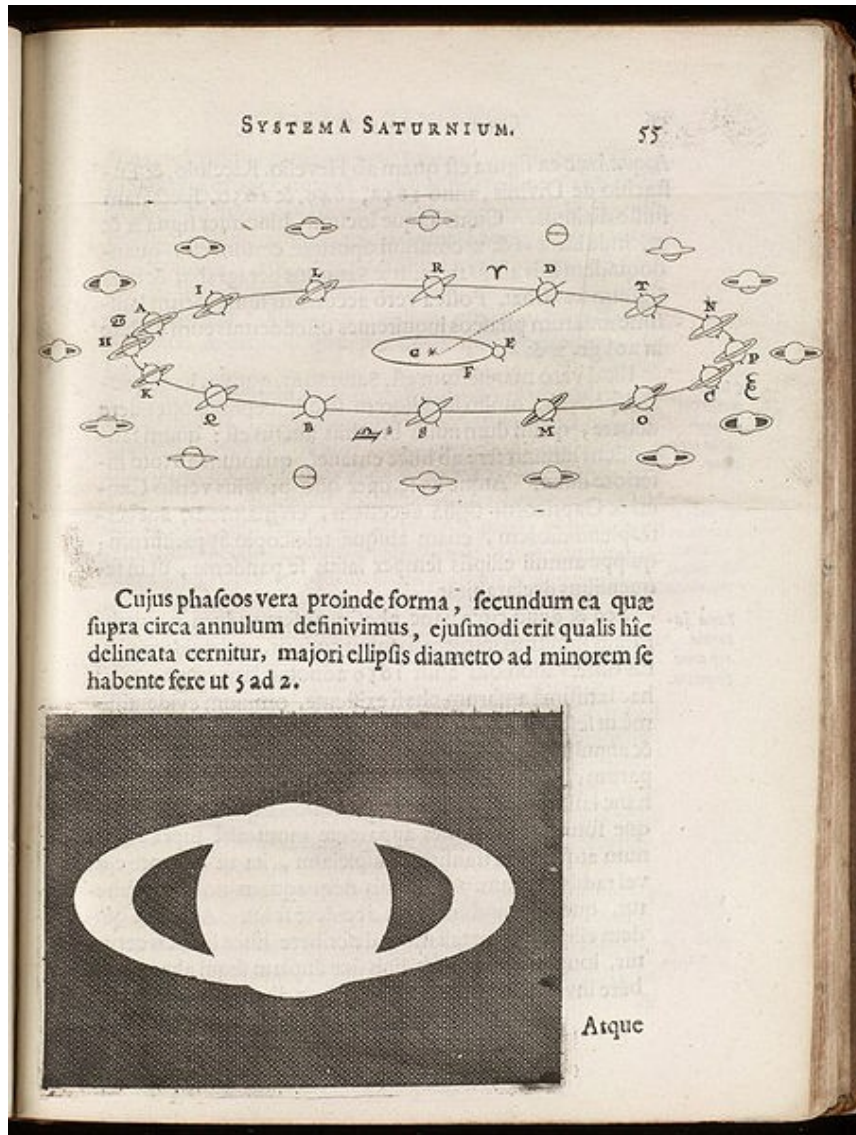 SYSTEMA SATURNIUM. 55
R ♈ D
L T
I N
A
♑
H G E P
F
K C ♋
Q B ♎ S M O
Cujus phaſeos vera proinde forma, ſecundum ea quæ
ſupra circa annulum definivimus, ejuſmodi erit qualis hîc
delineata cernitur, majori ellipſis diametro ad minorem ſe
habente fere ut 5 ad 2.
Atque